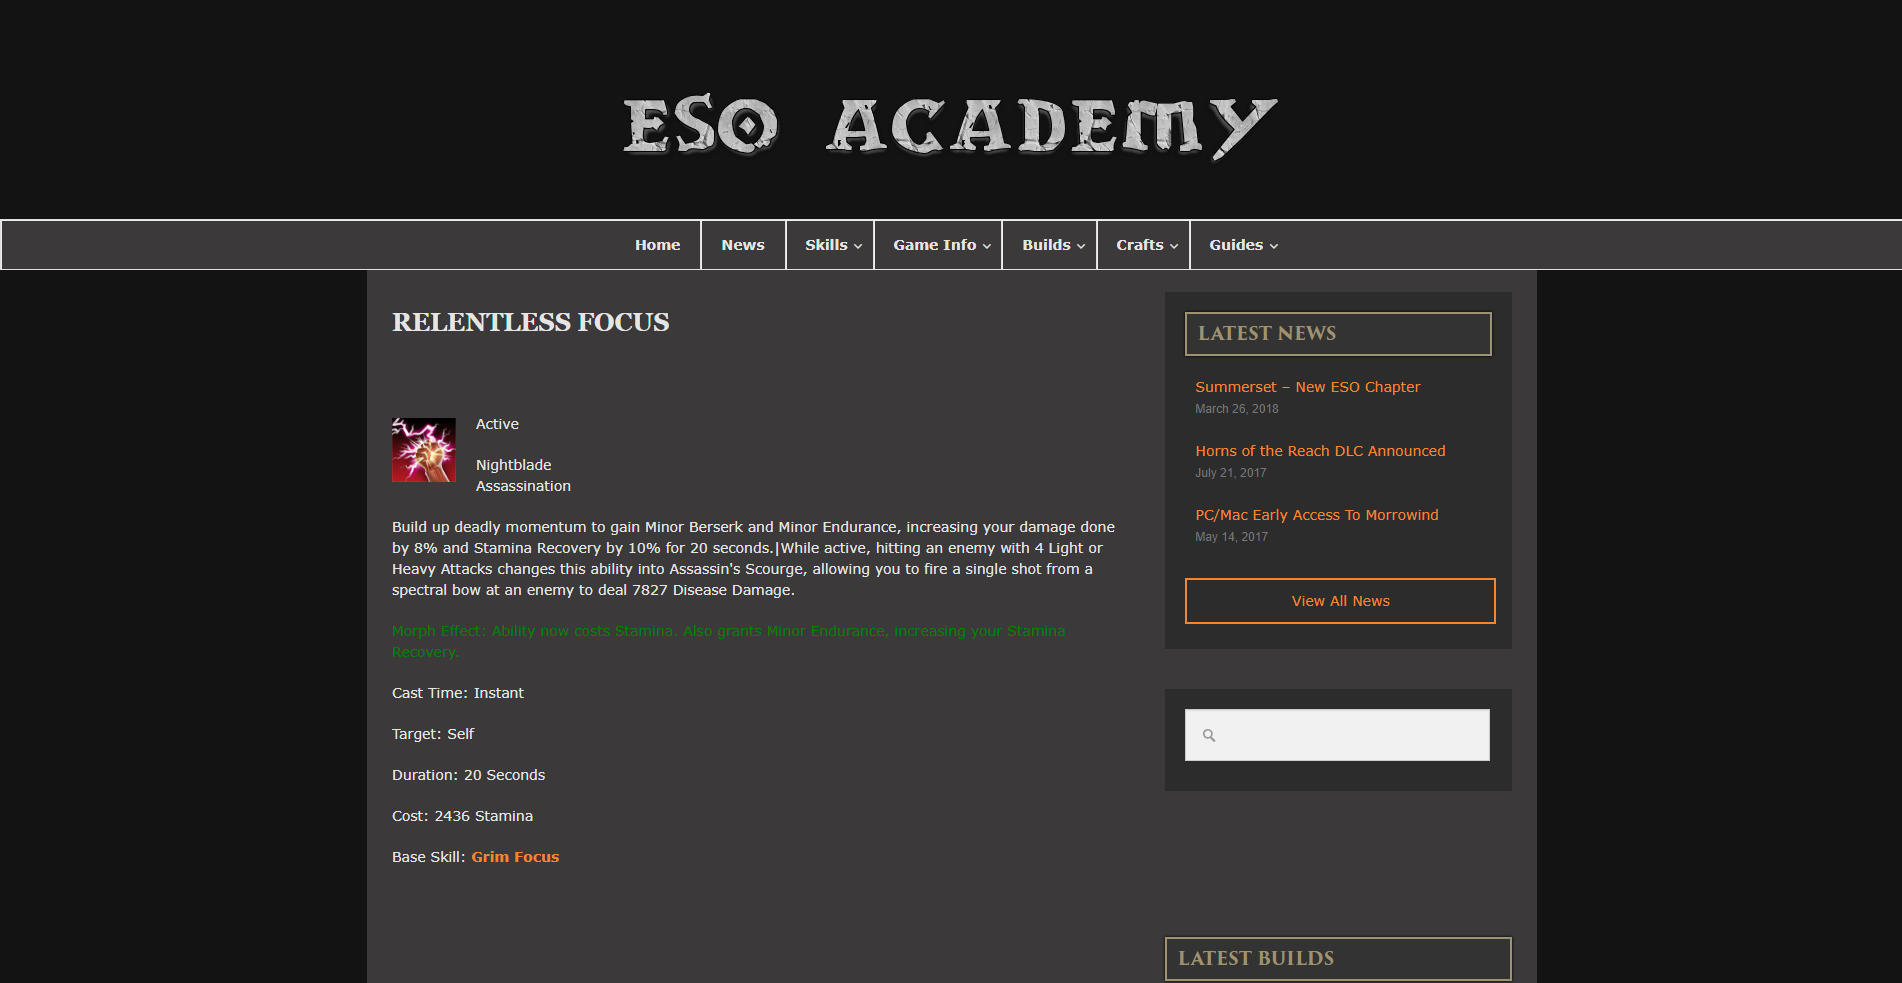 ESO ACADEMY
Home News Skills Game Info Builds Crafts Guides
RELENTLESS FOCUS
Active
Nightblade
Assassination
Build up deadly momentum to gain Minor Berserk and Minor Endurance, increasing your damage done
by 8% and Stamina Recovery by 10% for 20 seconds.|While active, hitting an enemy with 4 Light or
Heavy Attacks changes this ability into Assassin's Scourge, allowing you to fire a single shot from a
spectral bow at an enemy to deal 7827 Disease Damage.
Morph Effect: Ability now costs Stamina. Also grants Minor Endurance, increasing your Stamina
Recovery.
Cast Time: Instant
Target: Self
Duration: 20 Seconds
Cost: 2436 Stamina
Base Skill: Grim Focus
LATEST NEWS
Summerset – New ESO Chapter
March 26, 2018
Horns of the Reach DLC Announced
July 21, 2017
PC/Mac Early Access To Morrowind
May 14, 2017
View All News
LATEST BUILDS